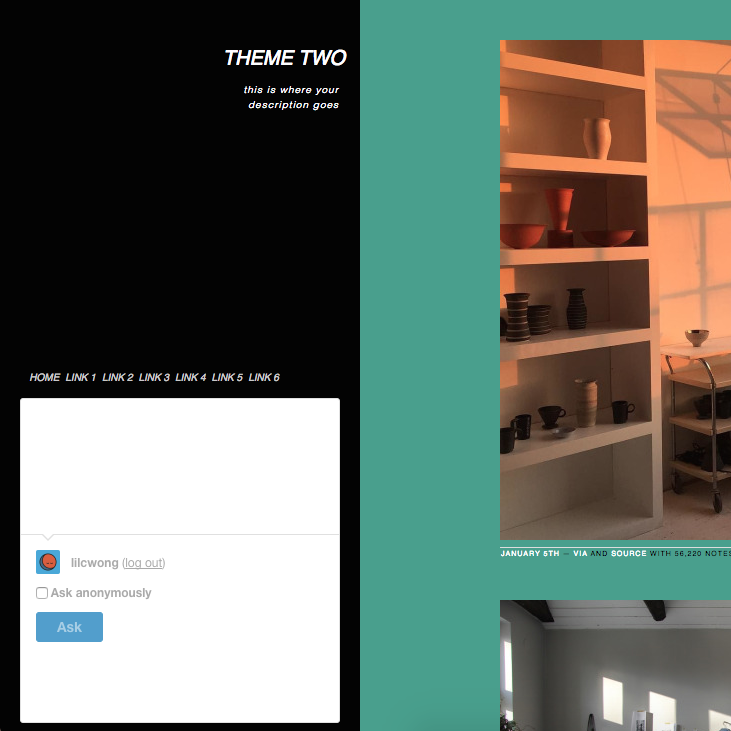 THEME TWO
this is where your
description goes
HOME LINK 1 LINK 2 LINK 3 LINK 4 LINK 5 LINK 6
lilcwong (log out)
Ask anonymously
Ask
JANUARY 5TH — VIA AND SOURCE WITH 56,220 NOTES